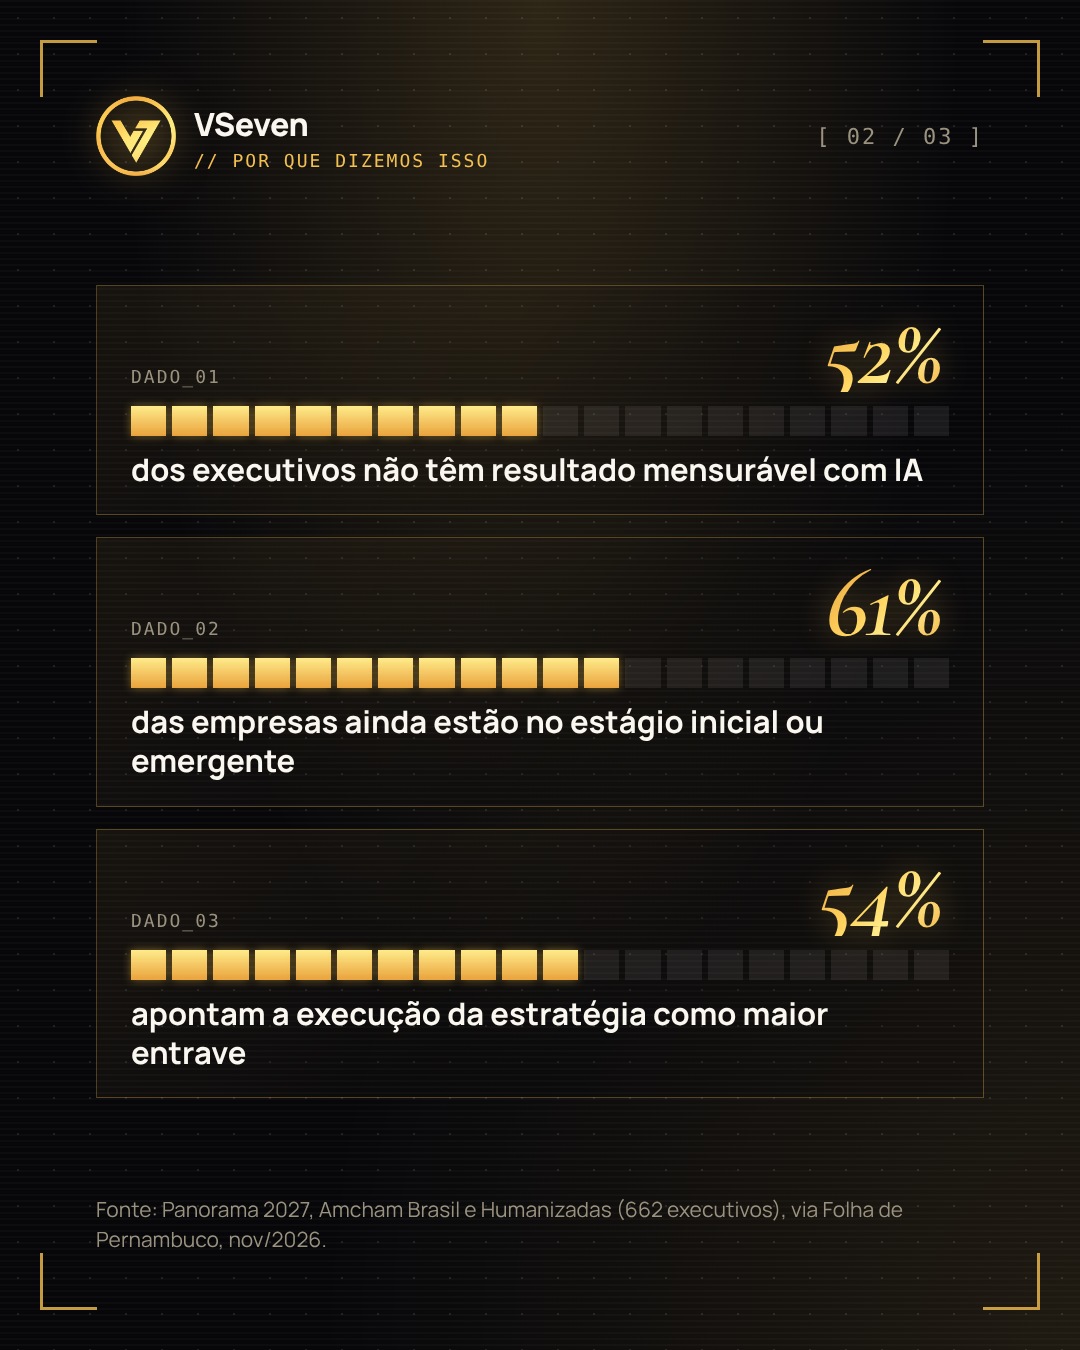 VSeven
// POR QUE DIZEMOS ISSO
[ 02 / 03 ]
52%
DADO_01
dos executivos não têm resultado mensurável com IA
61%
DADO_02
das empresas ainda estão no estágio inicial ou
emergente
54%
DADO_03
apontam a execução da estratégia como maior
entrave
Fonte: Panorama 2027, Amcham Brasil e Humanizadas (662 executivos), via Folha de
Pernambuco, nov/2026.